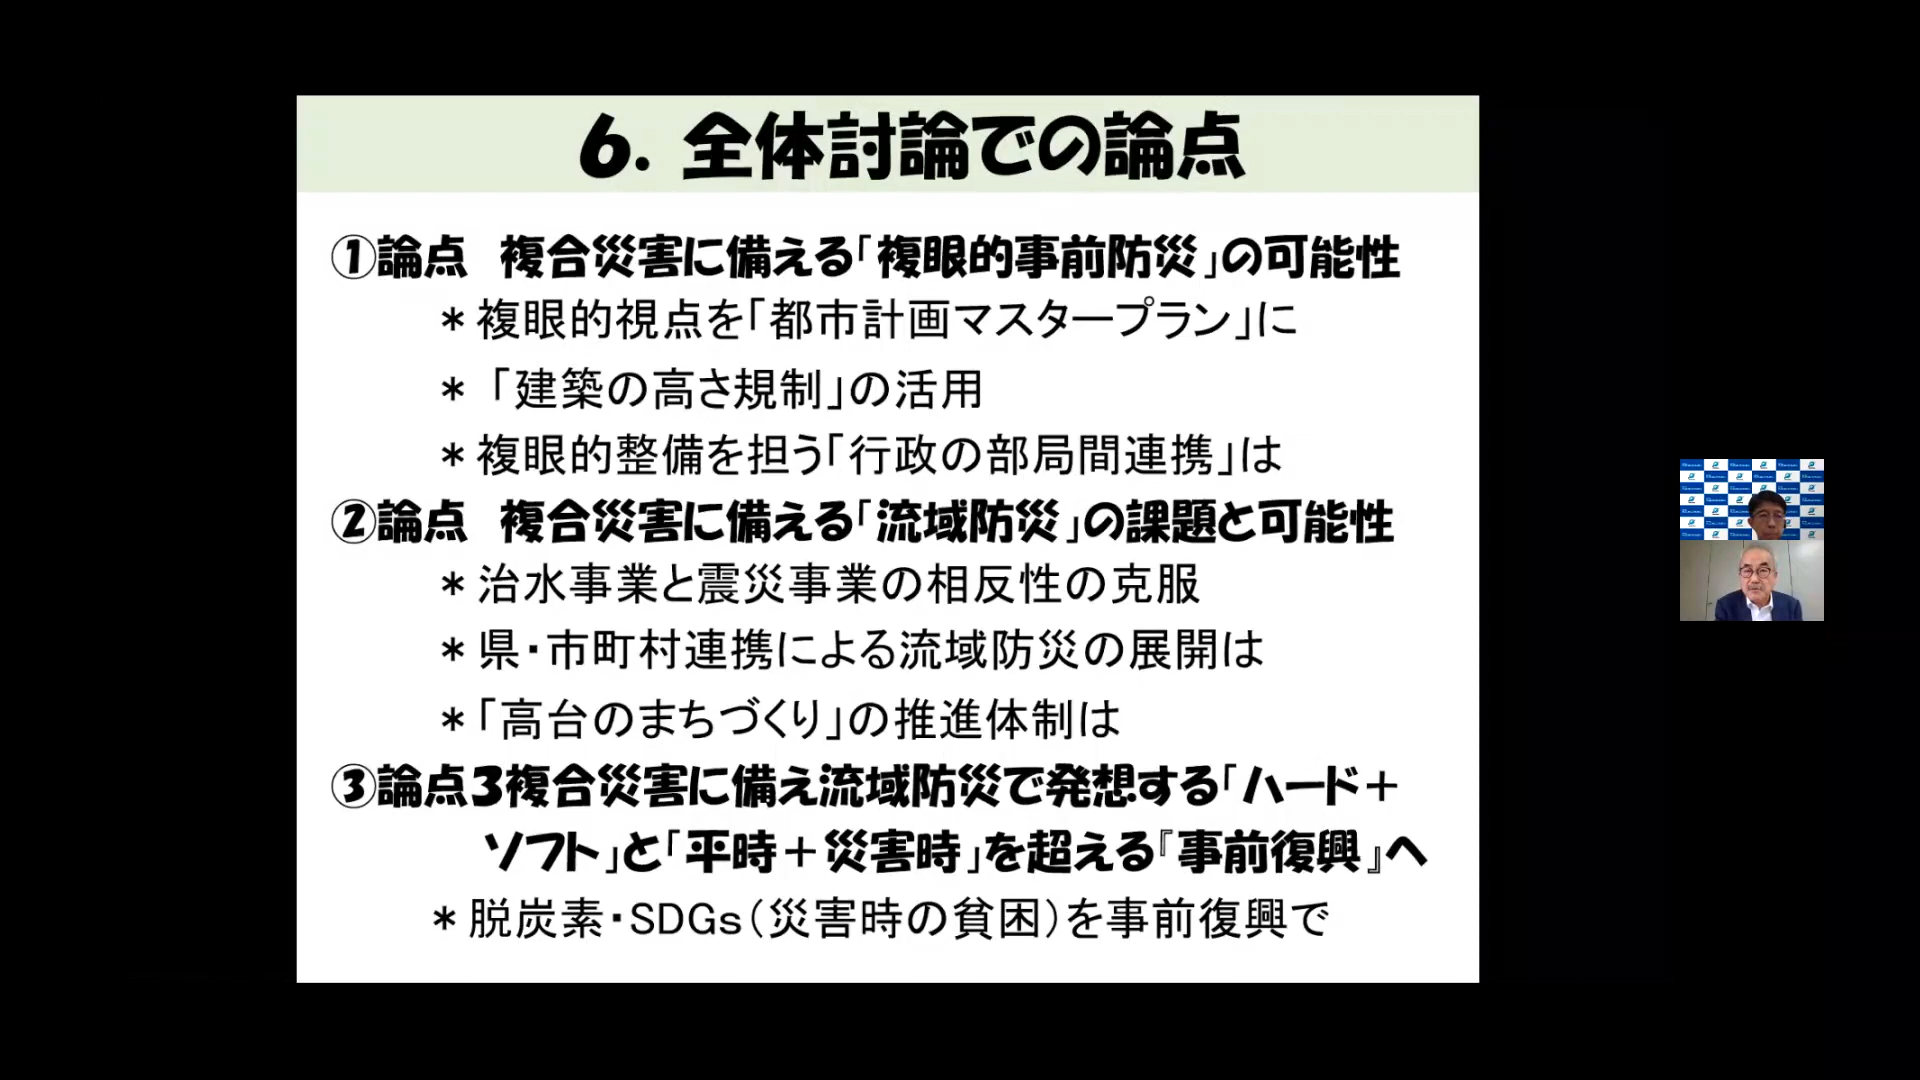 6. 全体討論での論点
①論点　複合災害に備える「複眼的事前防災」の可能性
＊複眼的視点を「都市計画マスタープラン」に
＊「建築の高さ規制」の活用
＊複眼的整備を担う「行政の部局間連携」は
②論点　複合災害に備える「流域防災」の課題と可能性
＊治水事業と震災事業の相反性の克服
＊県・市町村連携による流域防災の展開は
＊「高台のまちづくり」の推進体制は
③論点３複合災害に備え流域防災で発想する「ハード＋
ソフト」と「平時＋災害時」を超える『事前復興』へ
＊脱炭素・SDGs（災害時の貧困）を事前復興で